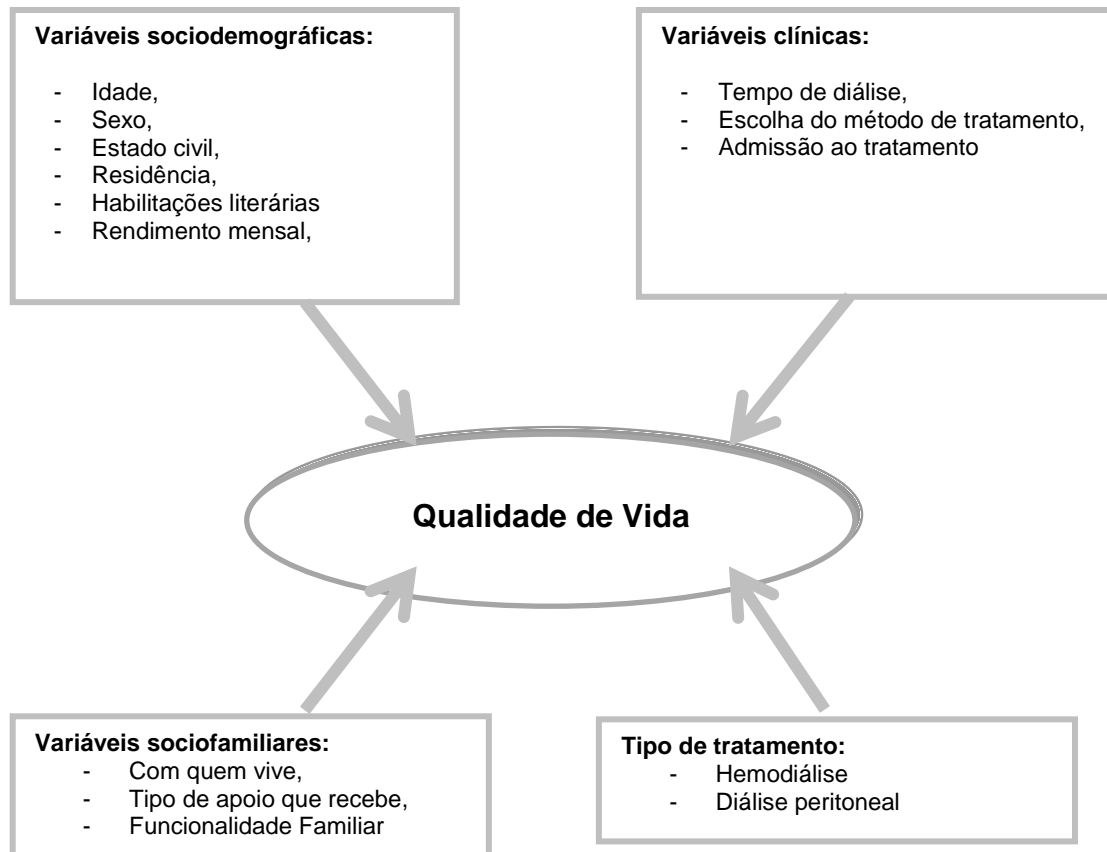 Variáveis sociodemográficas:
- Idade,
- Sexo,
- Estado civil,
- Residência,
- Habilitações literárias
- Rendimento mensal,
Variáveis clínicas:
- Tempo de diálise,
- Escolha do método de tratamento,
- Admissão ao tratamento
Qualidade de Vida
Variáveis sociofamiliares:
- Com quem vive,
- Tipo de apoio que recebe,
- Funcionalidade Familiar
Tipo de tratamento:
- Hemodiálise
- Diálise peritoneal